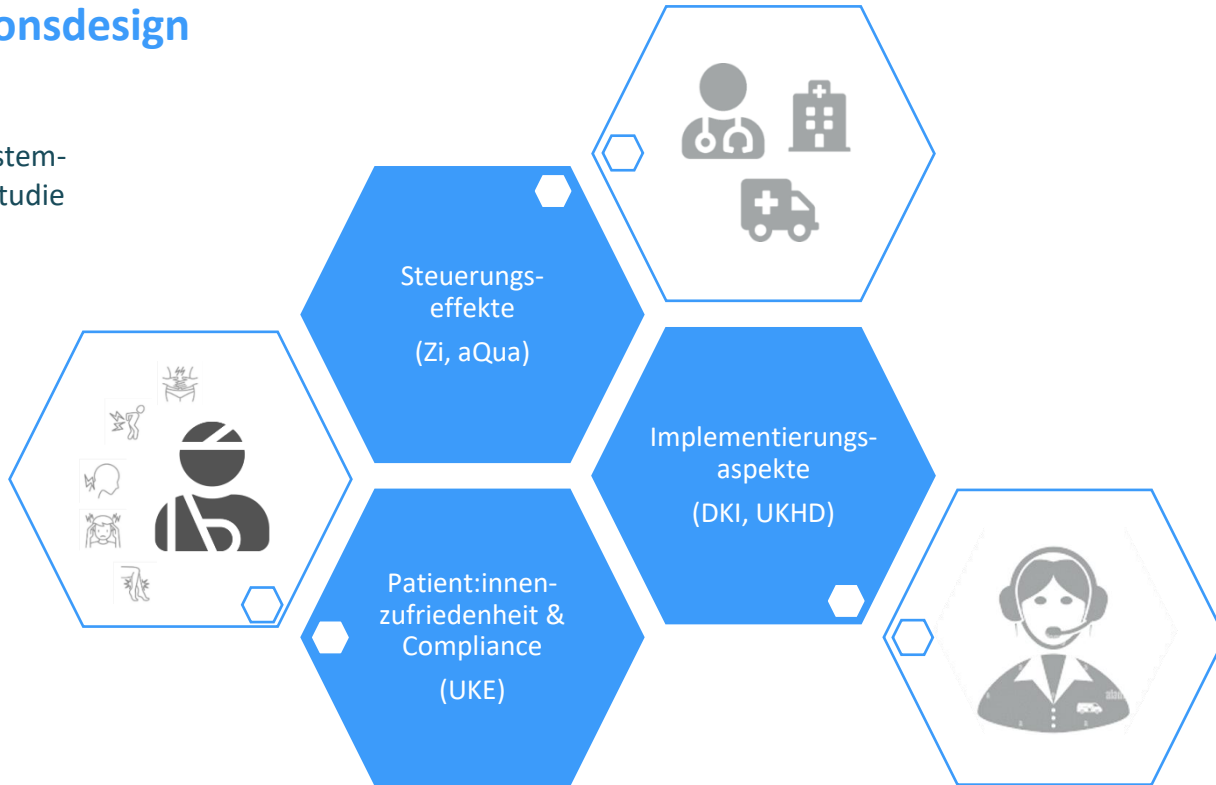 onsdesign
stem-
tudie
Steuerungs-
effekte
(Zi, aQua)
Implementierungs-
aspekte
(DKI, UKHD)
Patient:innen-
zufriedenheit &
Compliance
(UKE)